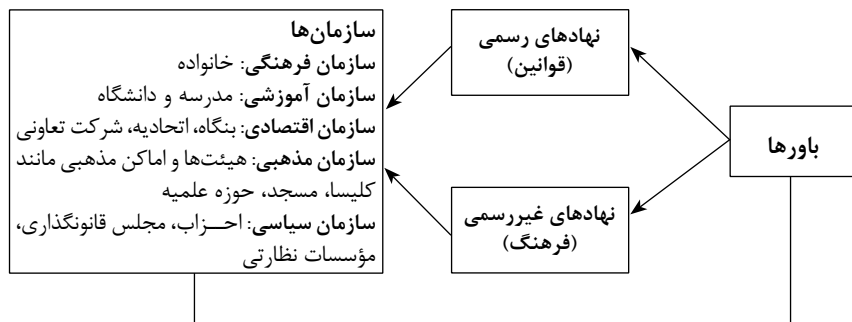 باورها
نهادهای رسمی
(قوانین)
نهادهای غیررسمی
(فرهنگ)
سازمان‌ها
سازمان فرهنگی: خانواده
سازمان آموزشی: مدرسه و دانشگاه
سازمان اقتصادی: بنگاه، اتحادیه، شرکت تعاونی
سازمان مذهبی: هیئت‌ها و اماکن مذهبی مانند
کلیسا، مسجد، حوزه علمیه
سازمان سیاسی: احــزاب، مجلس قانونگذاری،
مؤسسات نظارتی